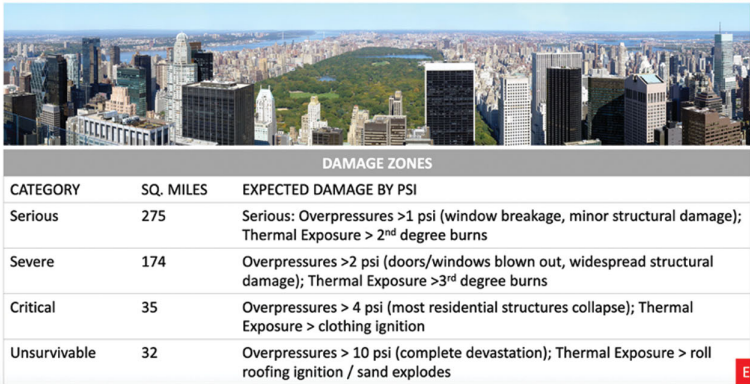 DAMAGE ZONES
CATEGORY SQ. MILES EXPECTED DAMAGE BY PSI
Serious 275 Serious: Overpressures >1 psi (window breakage, minor structural damage);
Thermal Exposure > 2nd degree burns
Severe 174 Overpressures >2 psi (doors/windows blown out, widespread structural
damage); Thermal Exposure >3rd degree burns
Critical 35 Overpressures > 4 psi (most residential structures collapse); Thermal
Exposure > clothing ignition
Unsurvivable 32 Overpressures > 10 psi (complete devastation); Thermal Exposure > roll
roofing ignition / sand explodes
E